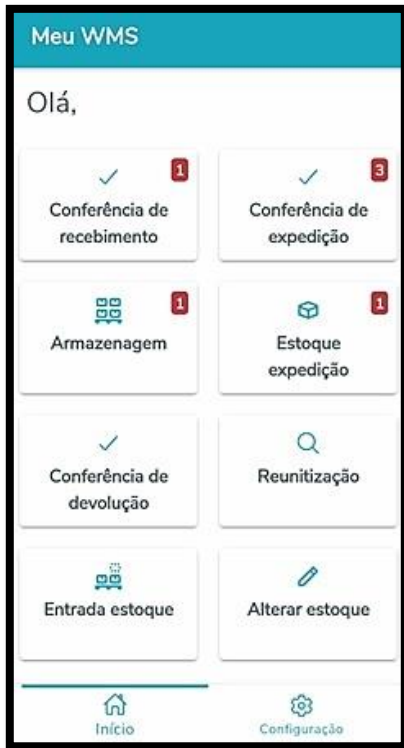 Meu WMS
Olá,
1
Conferência de
recebimento
3
Conferência de
expedição
1
Armazenagem
1
Estoque
expedição
Conferência de
devolução
Reunitização
Entrada estoque
Alterar estoque
Início
Configuração